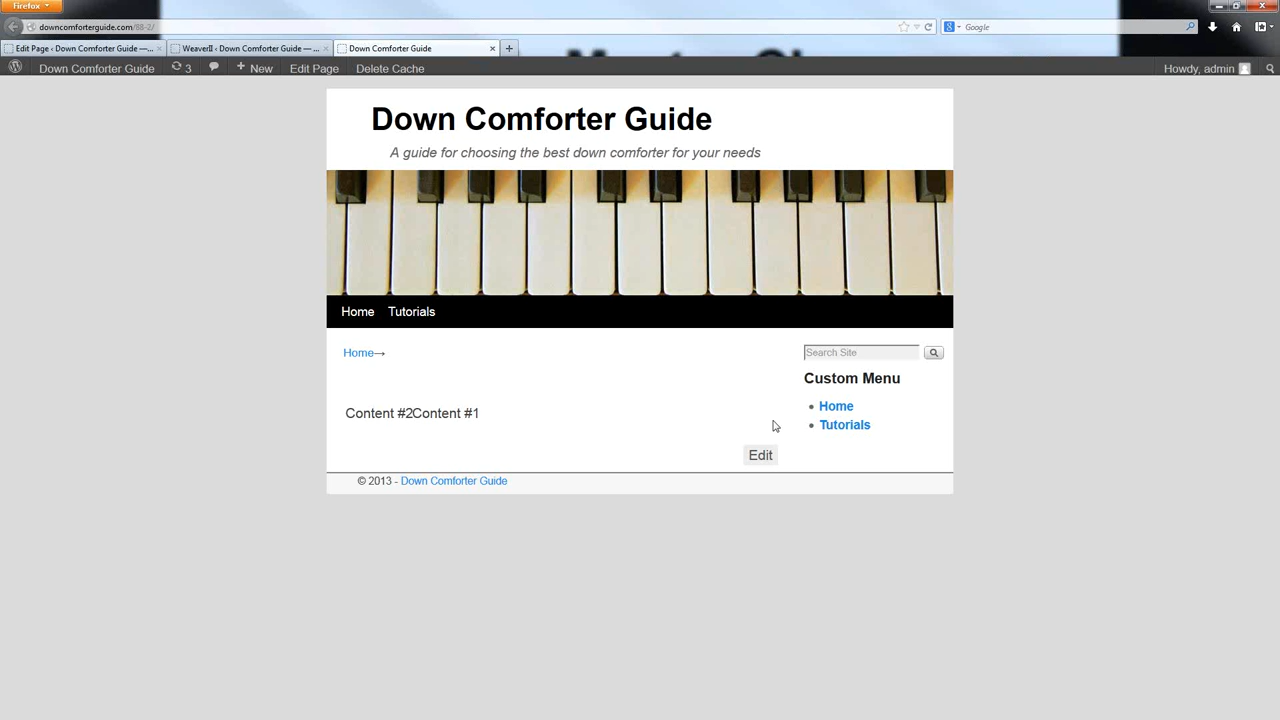 Firefox
downcomforterguide.com/88-2/
Google
Edit Page ‹ Down Comforter Guide —...
WeaverII ‹ Down Comforter Guide — ...
Down Comforter Guide
Down Comforter Guide
3
New
Edit Page
Delete Cache
Howdy, admin
Down Comforter Guide
A guide for choosing the best down comforter for your needs
Home
Tutorials
Home→
Search Site
Custom Menu
Home
Tutorials
Content #2Content #1
Edit
© 2013 - Down Comforter Guide